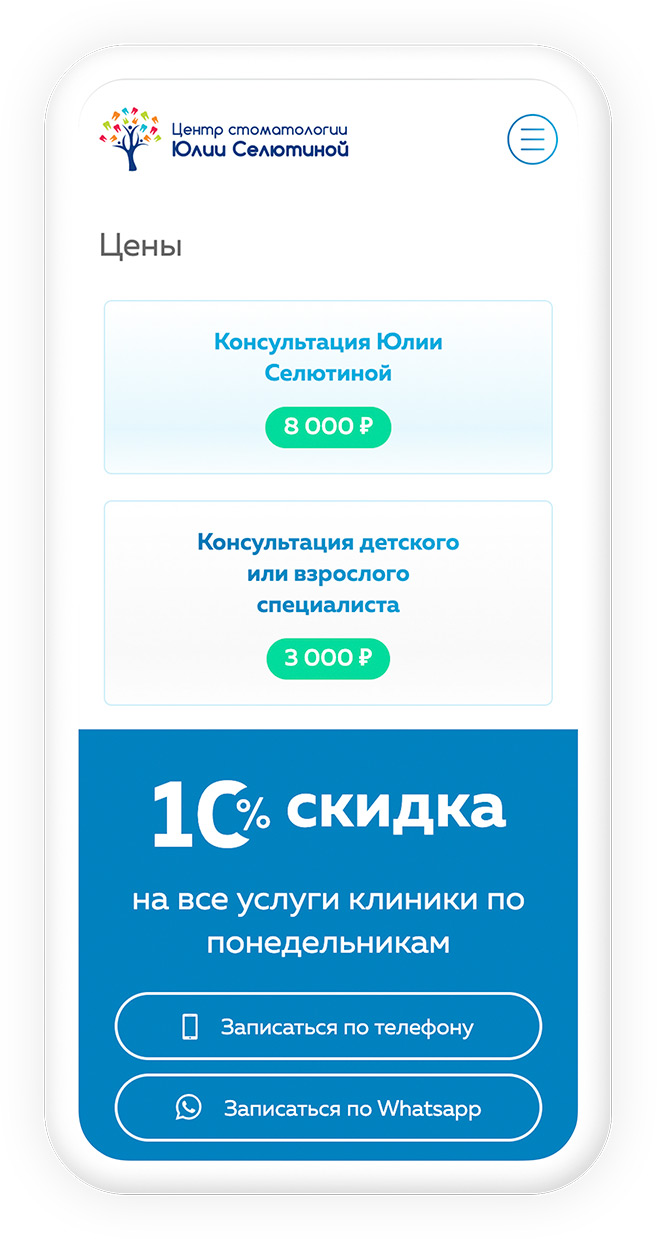 Центр стоматологии
Юлии Селютиной
Цены
Консультация Юлии
Селютиной
8 000 ₽
Консультация детского
или взрослого
специалиста
3 000 ₽
10% скидка
на все услуги клиники по
понедельникам
Записаться по телефону
Записаться по Whatsapp